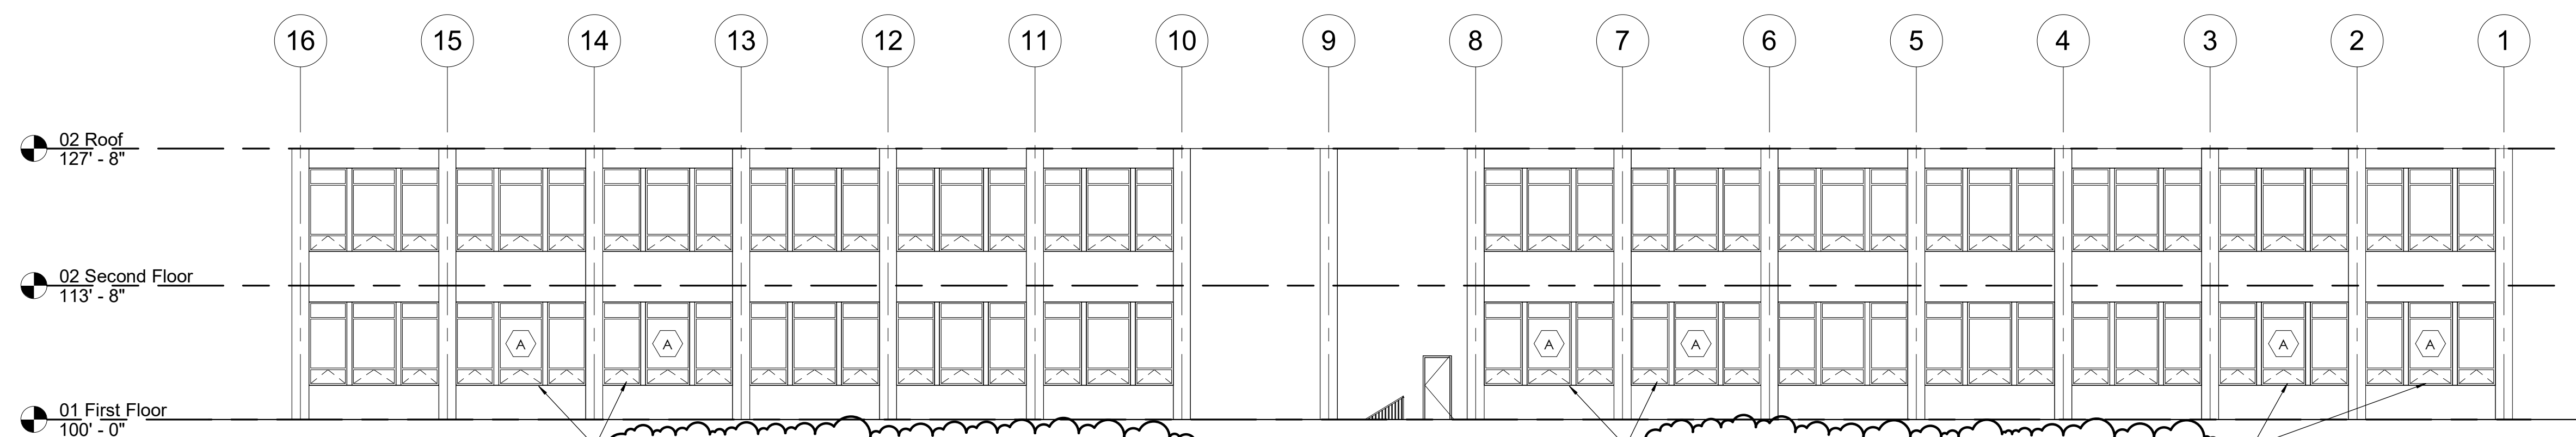 16 15 14 13 12 11 10 9 8 7 6 5 4 3 2 1
02 Roof
127' - 8"
02 Second Floor
113' - 8"
A A A A A A
01 First Floor
100' - 0"